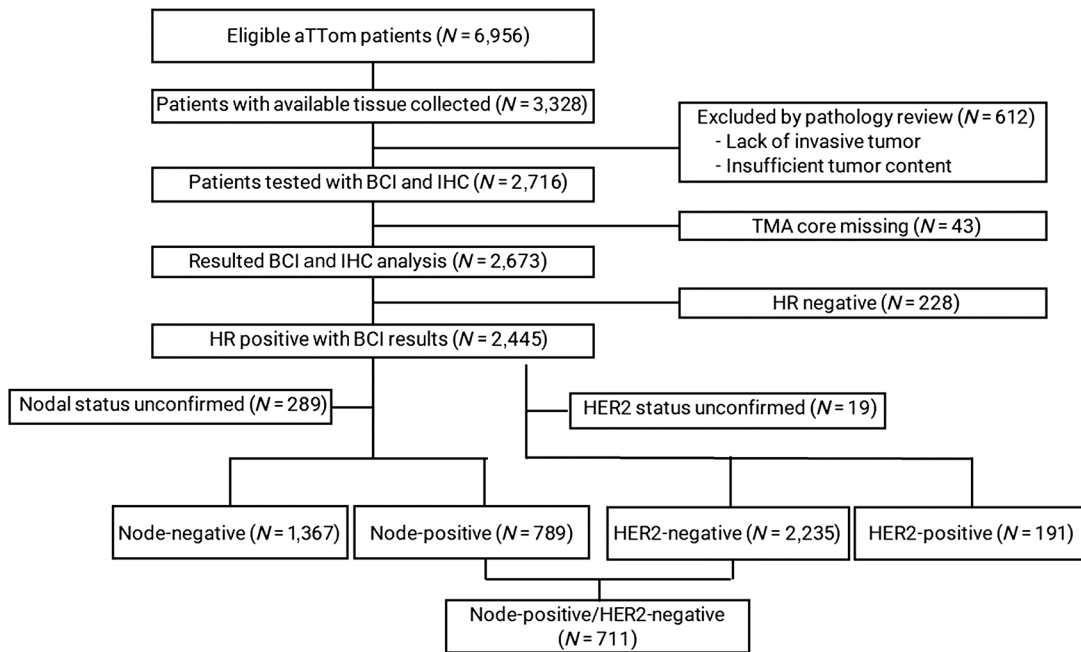 Eligible aTTom patients (N = 6,956)
Patients with available tissue collected (N = 3,328)
Excluded by pathology review (N = 612)
- Lack of invasive tumor
- Insufficient tumor content
Patients tested with BCI and IHC (N = 2,716)
TMA core missing (N = 43)
Resulted BCI and IHC analysis (N = 2,673)
HR negative (N = 228)
HR positive with BCI results (N = 2,445)
Nodal status unconfirmed (N = 289)
HER2 status unconfirmed (N = 19)
Node-negative (N = 1,367)
Node-positive (N = 789)
HER2-negative (N = 2,235)
HER2-positive (N = 191)
Node-positive/HER2-negative
(N = 711)